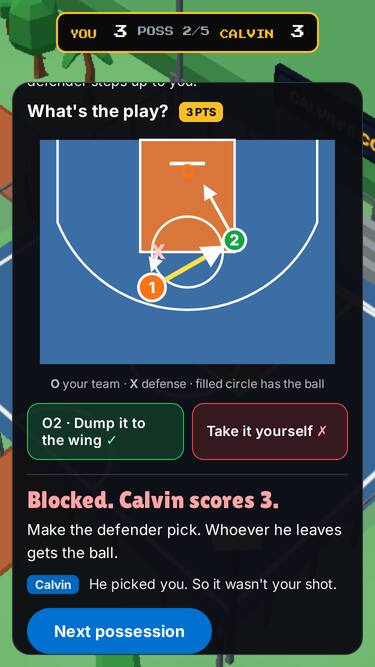 YOU 3 POSS 2/5 CALVIN 3
defender steps up to you.
What's the play? 3 PTS
X
2
1
O your team · X defense · filled circle has the ball
O2 · Dump it to
the wing ✓
Take it yourself ✗
Blocked. Calvin scores 3.
Make the defender pick. Whoever he leaves
gets the ball.
Calvin He picked you. So it wasn't your shot.
Next possession